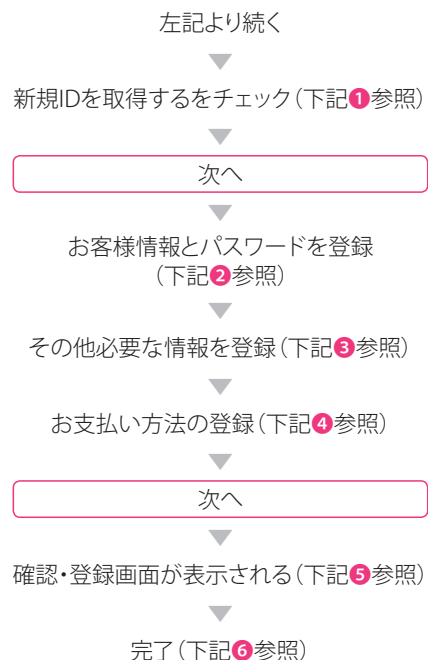 左記より続く
新規IDを取得するをチェック（下記❶参照）
次へ
お客様情報とパスワードを登録
（下記❷参照）
その他必要な情報を登録（下記❸参照）
お支払い方法の登録（下記❹参照）
次へ
確認・登録画面が表示される（下記❺参照）
完了（下記❻参照）